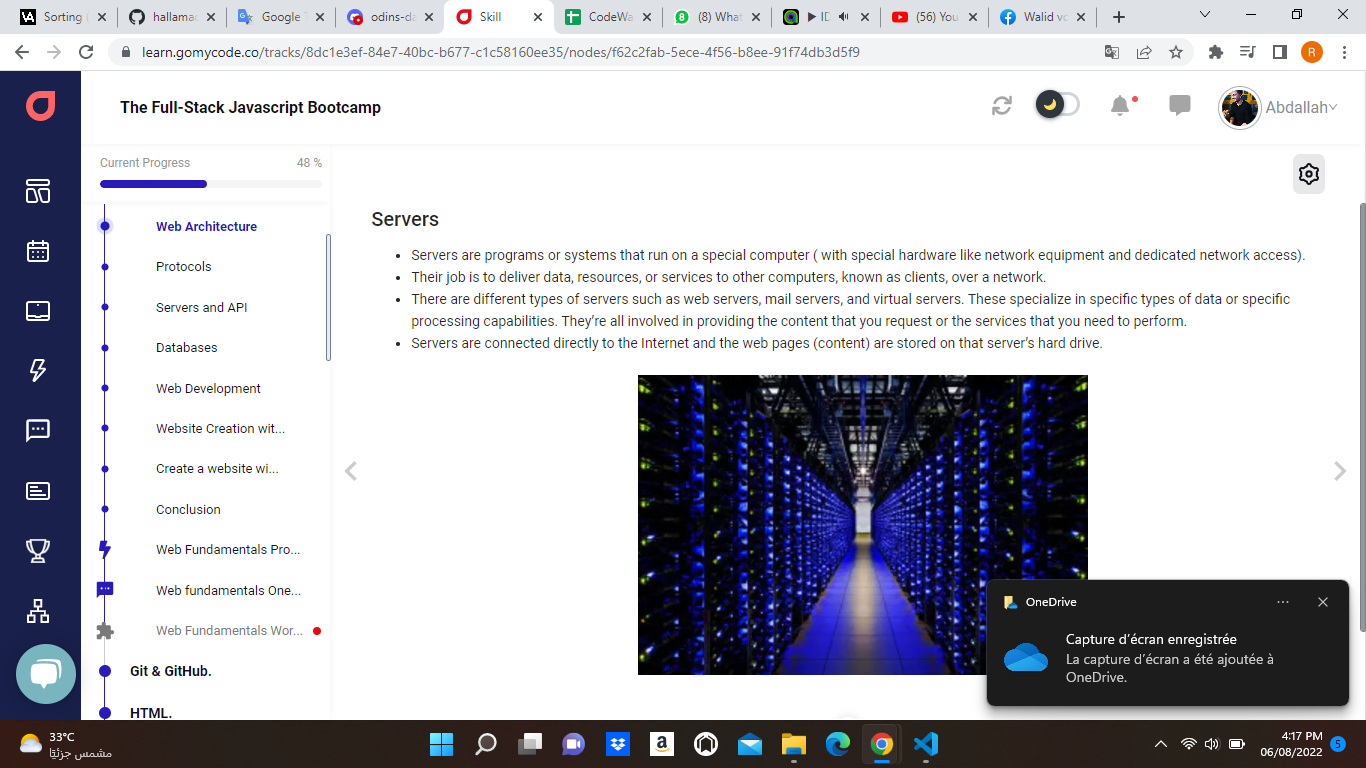 Sorting (
hallamac
Google T
odins-da
Skill
CodeWa
(8) What
ID
(56) You
Walid vo
learn.gomycode.co/tracks/8dc1e3ef-84e7-40bc-b677-c1c58160ee35/nodes/f62c2fab-5ece-4f56-b8ee-91f74db3d5f9
R
The Full-Stack Javascript Bootcamp
Abdallah
Current Progress
48 %
Web Architecture
Protocols
Servers and API
Databases
Web Development
Website Creation wit...
Create a website wi...
Conclusion
Web Fundamentals Pro...
Web fundamentals One...
Web Fundamentals Wor...
Git & GitHub.
HTML.
Servers
Servers are programs or systems that run on a special computer ( with special hardware like network equipment and dedicated network access).
Their job is to deliver data, resources, or services to other computers, known as clients, over a network.
There are different types of servers such as web servers, mail servers, and virtual servers. These specialize in specific types of data or specific
processing capabilities. They’re all involved in providing the content that you request or the services that you need to perform.
Servers are connected directly to the Internet and the web pages (content) are stored on that server’s hard drive.
OneDrive
Capture d’écran enregistrée
La capture d’écran a été ajoutée à
OneDrive.
33°C
مشمس جزئيًا
4:17 PM
06/08/2022
5